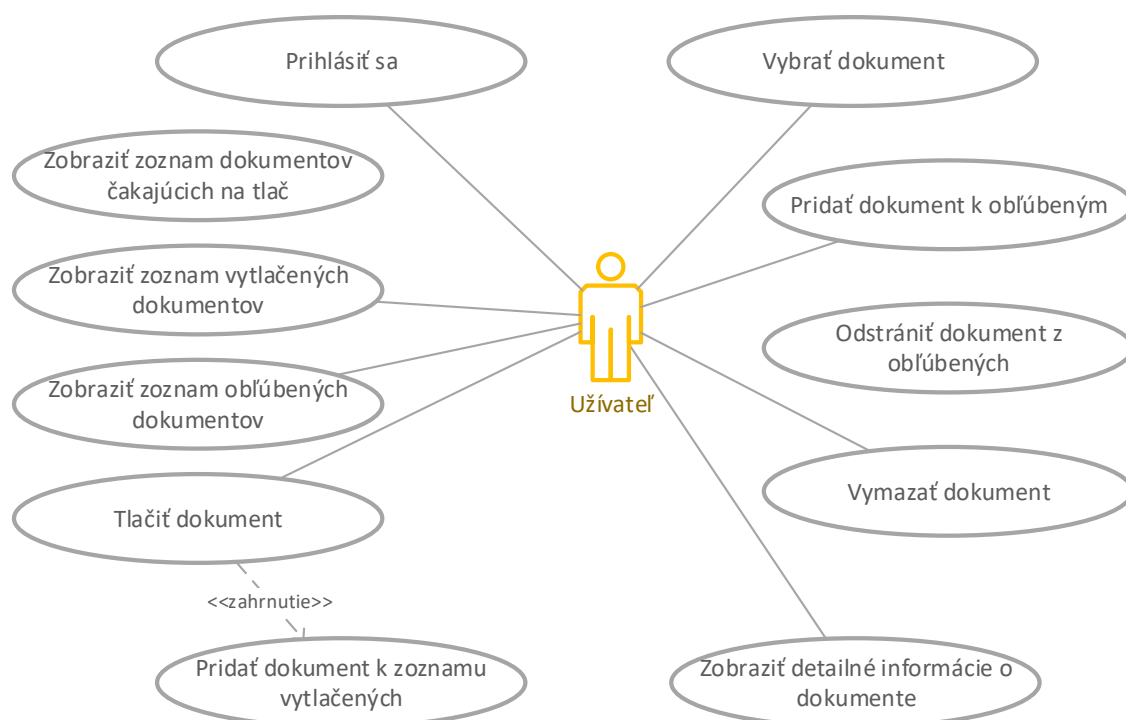 Prihlásiť sa
Vybrať dokument
Zobraziť zoznam dokumentov
čakajúcich na tlač
Pridať dokument k obľúbeným
Zobraziť zoznam vytlačených
dokumentov
Odstrániť dokument z
obľúbených
Zobraziť zoznam obľúbených
dokumentov
Užívateľ
Vymazať dokument
Tlačiť dokument
<<zahrnutie>>
Pridať dokument k zoznamu
vytlačených
Zobraziť detailné informácie o
dokumente